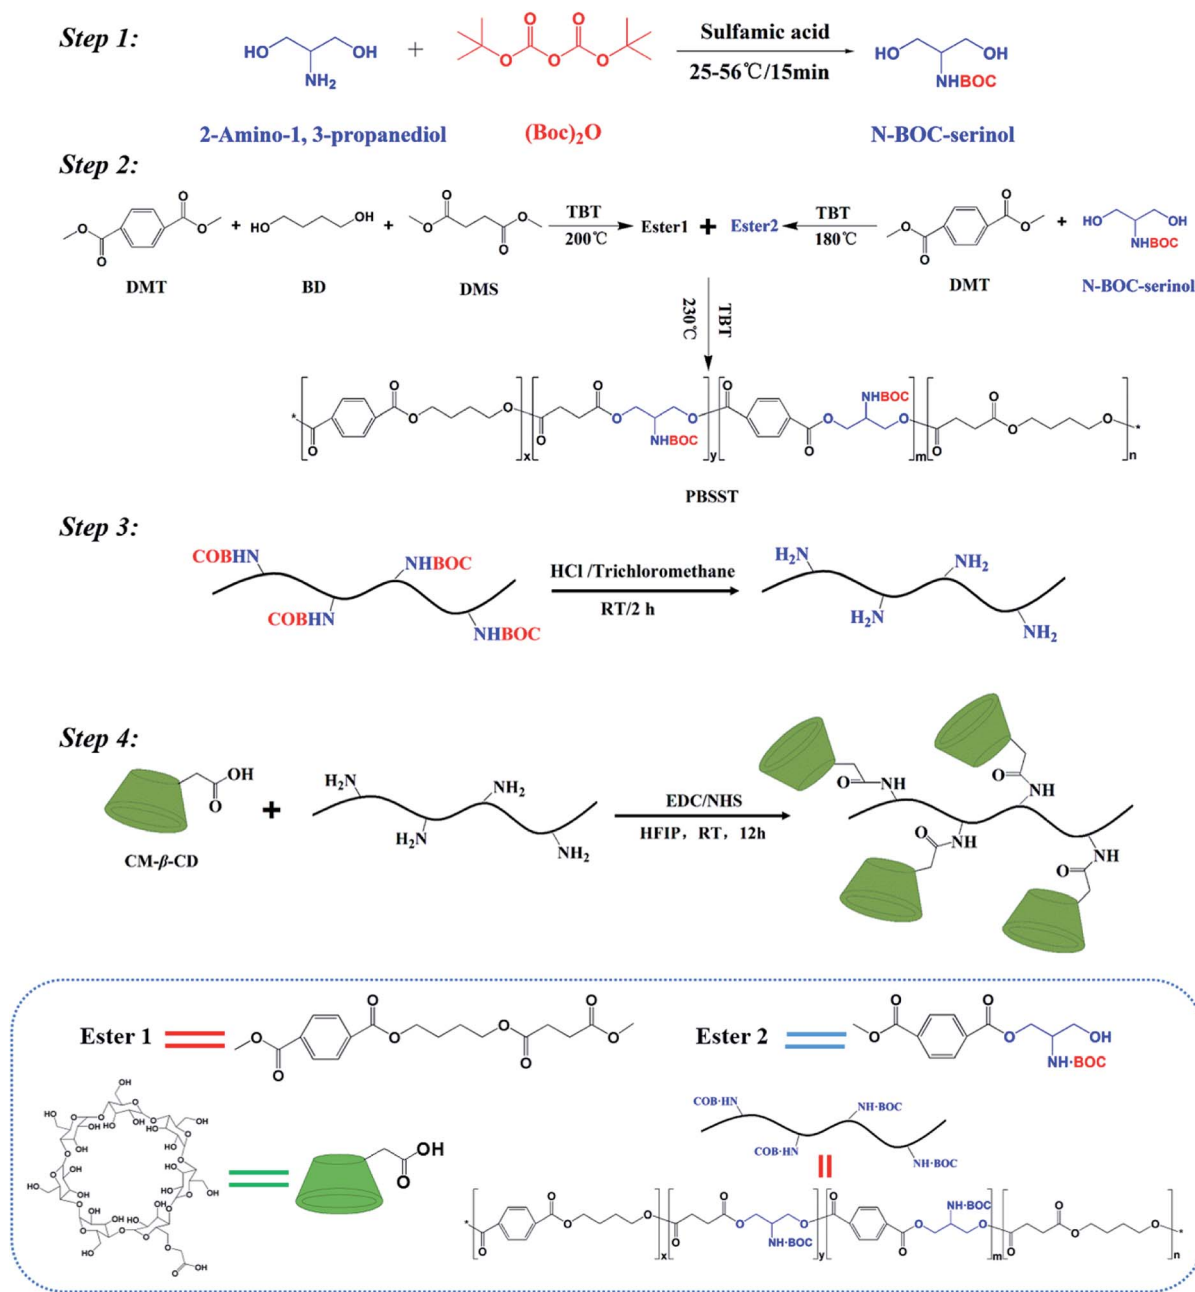 Step 1:
HO
OH
NH2
+
O
O
O
O
O
Sulfamic acid
25-56℃/15min
HO
OH
NHBOC
2-Amino-1, 3-propanediol
(Boc)2O
N-BOC-serinol
Step 2:
O
O
O
O
DMT
+
HO
OH
BD
+
O
O
O
O
DMS
TBT
200℃
Ester1 + Ester2
TBT
180℃
O
O
O
O
DMT
+
HO
OH
NHBOC
N-BOC-serinol
TBT
230℃
*
O
O
O
O
x
O
O
O
O
NHBOC
y
O
O
O
O
NHBOC
m
O
O
O
O
n
*
PBSST
Step 3:
COBHN
NHBOC
COBHN
NHBOC
HCl /Trichloromethane
RT/2 h
H2N
NH2
H2N
NH2
Step 4:
OH
O
CM-β-CD
+
H2N
NH2
H2N
NH2
EDC/NHS
HFIP, RT, 12h
O
NH
O
NH
O
NH
O
NH
Ester 1
O
O
O
O
O
O
O
O
Ester 2
O
O
O
O
OH
NH·BOC
OH
O
COB·HN
NH·BOC
COB·HN
NH·BOC
*
O
O
O
O
x
O
O
O
O
NH·BOC
y
O
O
O
O
NH·BOC
m
O
O
O
O
n
*